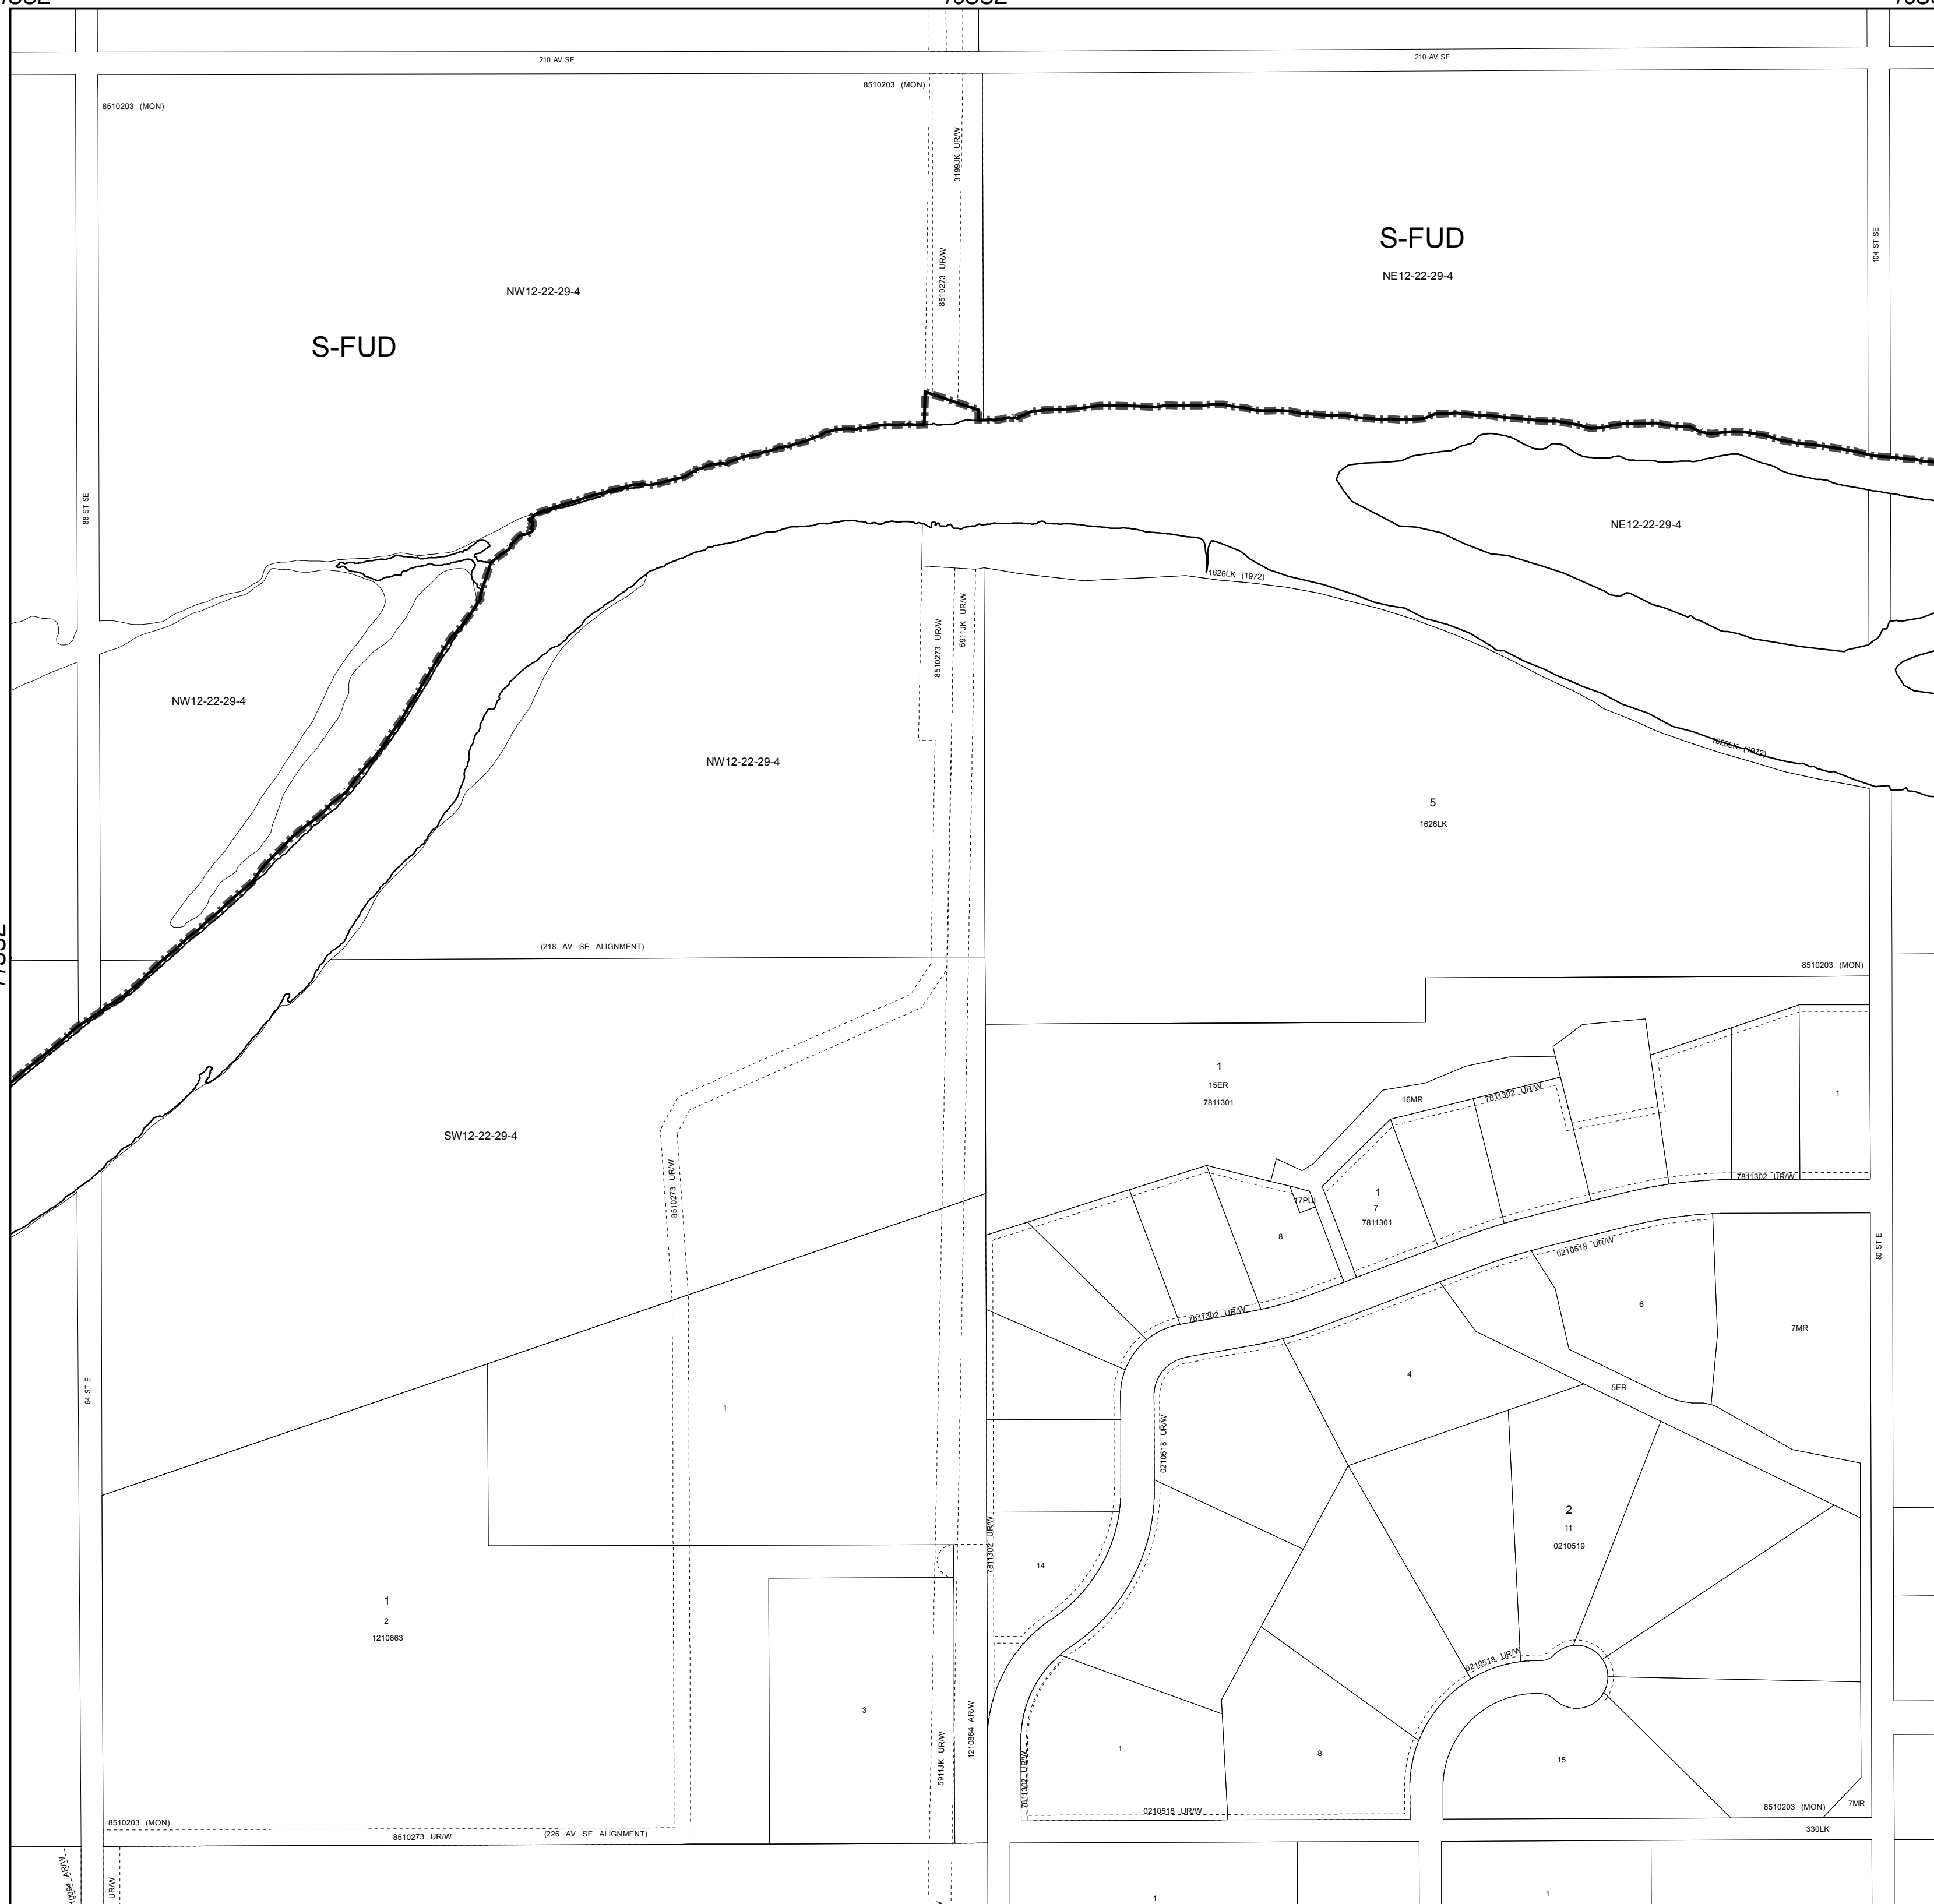 210 AV SE
210 AV SE
8510203 (MON)
8510203 (MON)
3199JK UR/W
8510273 UR/W
S-FUD
NE12-22-29-4
104 ST SE
NW12-22-29-4
S-FUD
88 ST SE
NE12-22-29-4
1626LK (1972)
8510273 UR/W
5911JK UR/W
NW12-22-29-4
NW12-22-29-4
1626LK (1972)
5
1626LK
(218 AV SE ALIGNMENT)
8510203 (MON)
1
15ER
7811301
16MR
7811302 UR/W
1
SW12-22-29-4
8510273 UR/W
7811302 UR/W
17PUL
1
7
7811301
8
0210518 UR/W
80 ST E
7811302 UR/W
6
7MR
4
5ER
64 ST E
1
0210518 UR/W
2
11
0210519
7811302 UR/W
14
1
2
1210863
0210518 UR/W
3
5911JK UR/W
1210864 AR/W
7811302 UR/W
1
8
15
0210518 UR/W
8510203 (MON)
7MR
8510203 (MON)
8510273 UR/W
(226 AV SE ALIGNMENT)
330LK
UR/W
1
1